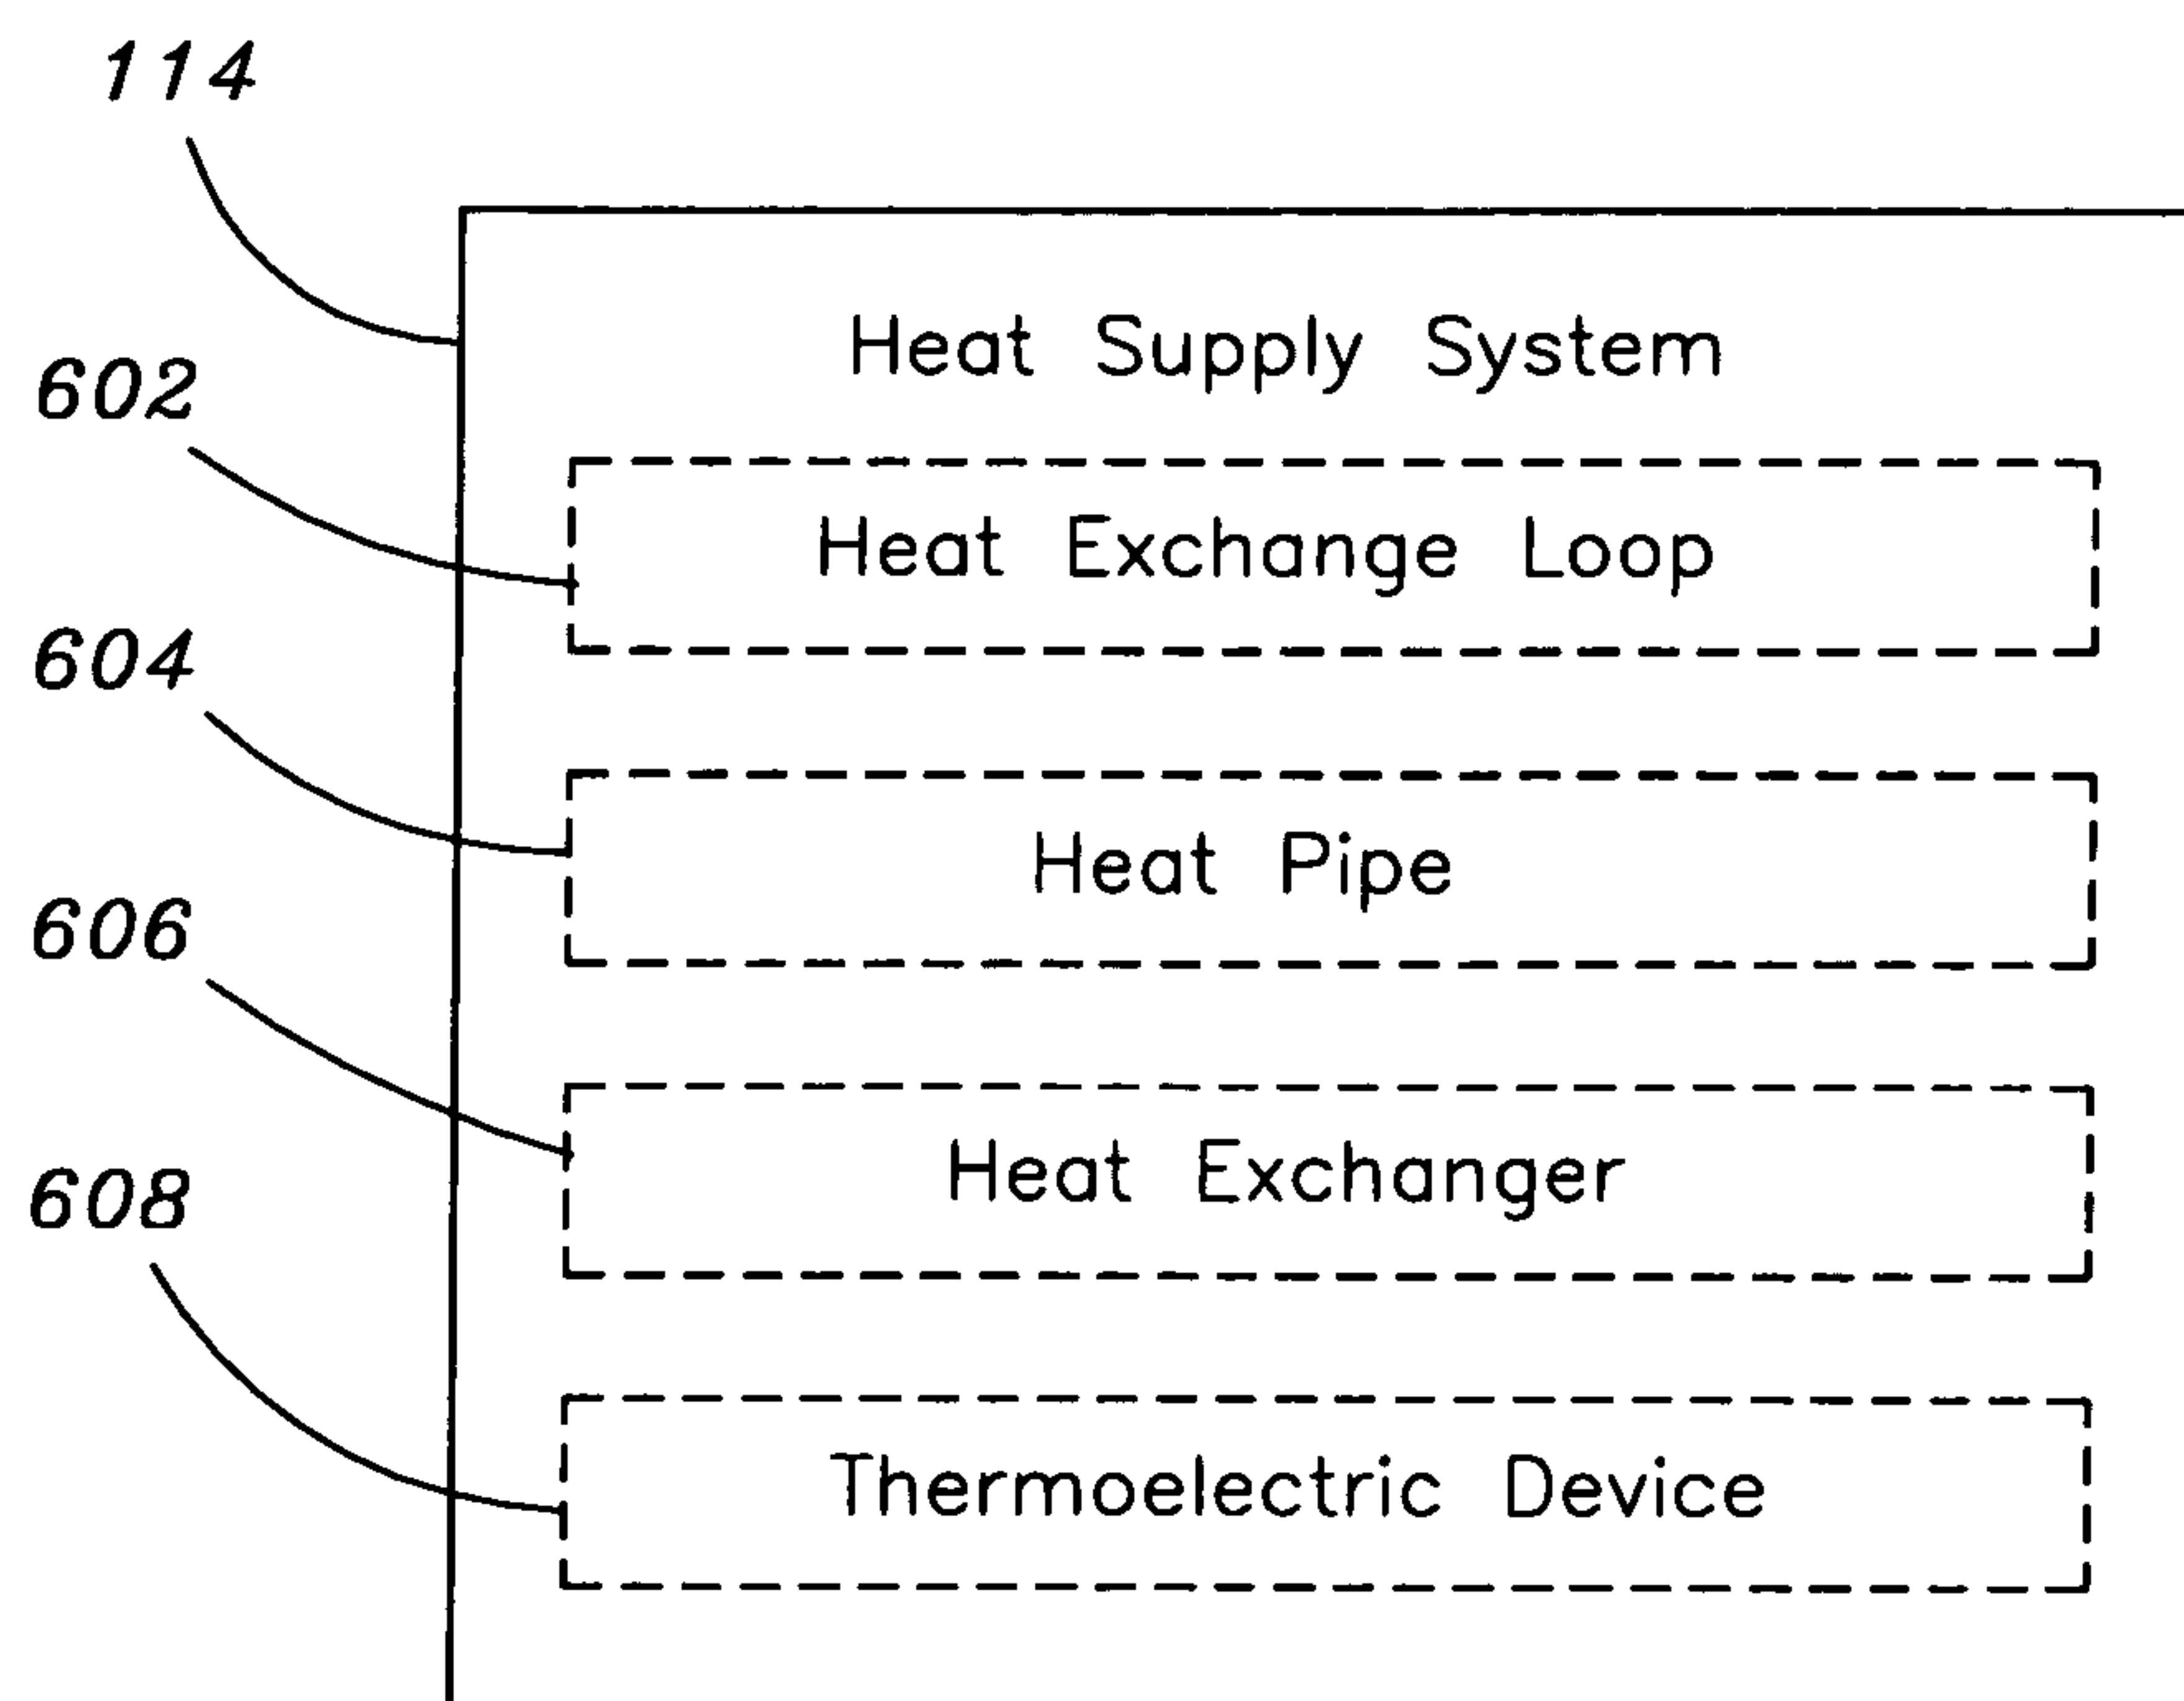 114
Heat Supply System
602
Heat Exchange Loop
604
Heat Pipe
606
Heat Exchanger
608
Thermoelectric Device